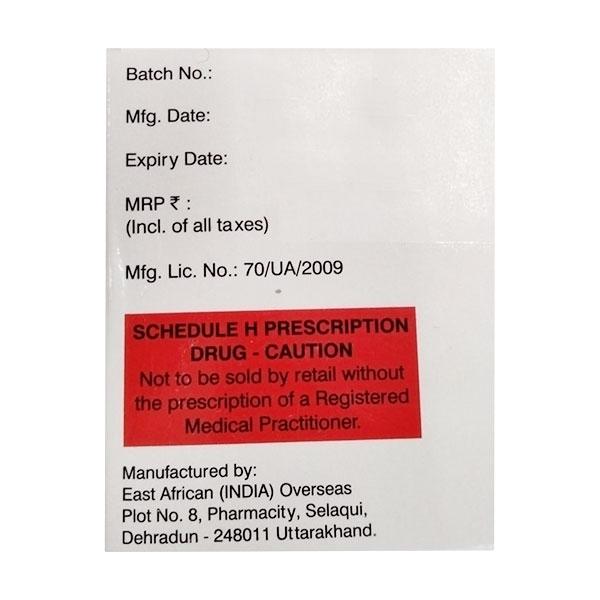 Batch No.:
Mfg. Date:
Expiry Date:
MRP ₹ :
(Incl. of all taxes)
Mfg. Lic. No.: 70/UA/2009
SCHEDULE H PRESCRIPTION
DRUG - CAUTION
Not to be sold by retail without
the prescription of a Registered
Medical Practitioner.
Manufactured by:
East African (INDIA) Overseas
Plot No. 8, Pharmacity, Selaqui,
Dehradun - 248011 Uttarakhand.